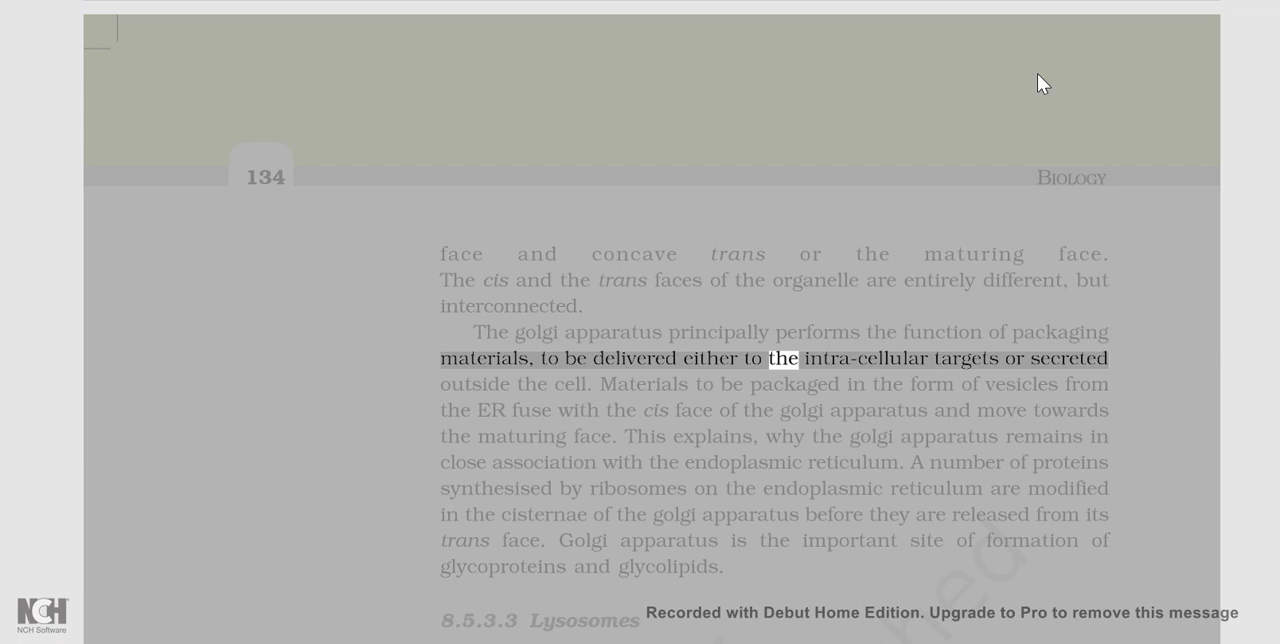 134
BIOLOGY
face and concave trans or the maturing face.
The cis and the trans faces of the organelle are entirely different, but
interconnected.
The golgi apparatus principally performs the function of packaging
materials, to be delivered either to the intra-cellular targets or secreted
outside the cell. Materials to be packaged in the form of vesicles from
the ER fuse with the cis face of the golgi apparatus and move towards
the maturing face. This explains, why the golgi apparatus remains in
close association with the endoplasmic reticulum. A number of proteins
synthesised by ribosomes on the endoplasmic reticulum are modified
in the cisternae of the golgi apparatus before they are released from its
trans face. Golgi apparatus is the important site of formation of
glycoproteins and glycolipids.
8.5.3.3 Lysosomes
Recorded with Debut Home Edition. Upgrade to Pro to remove this message
NCH
NCH Software